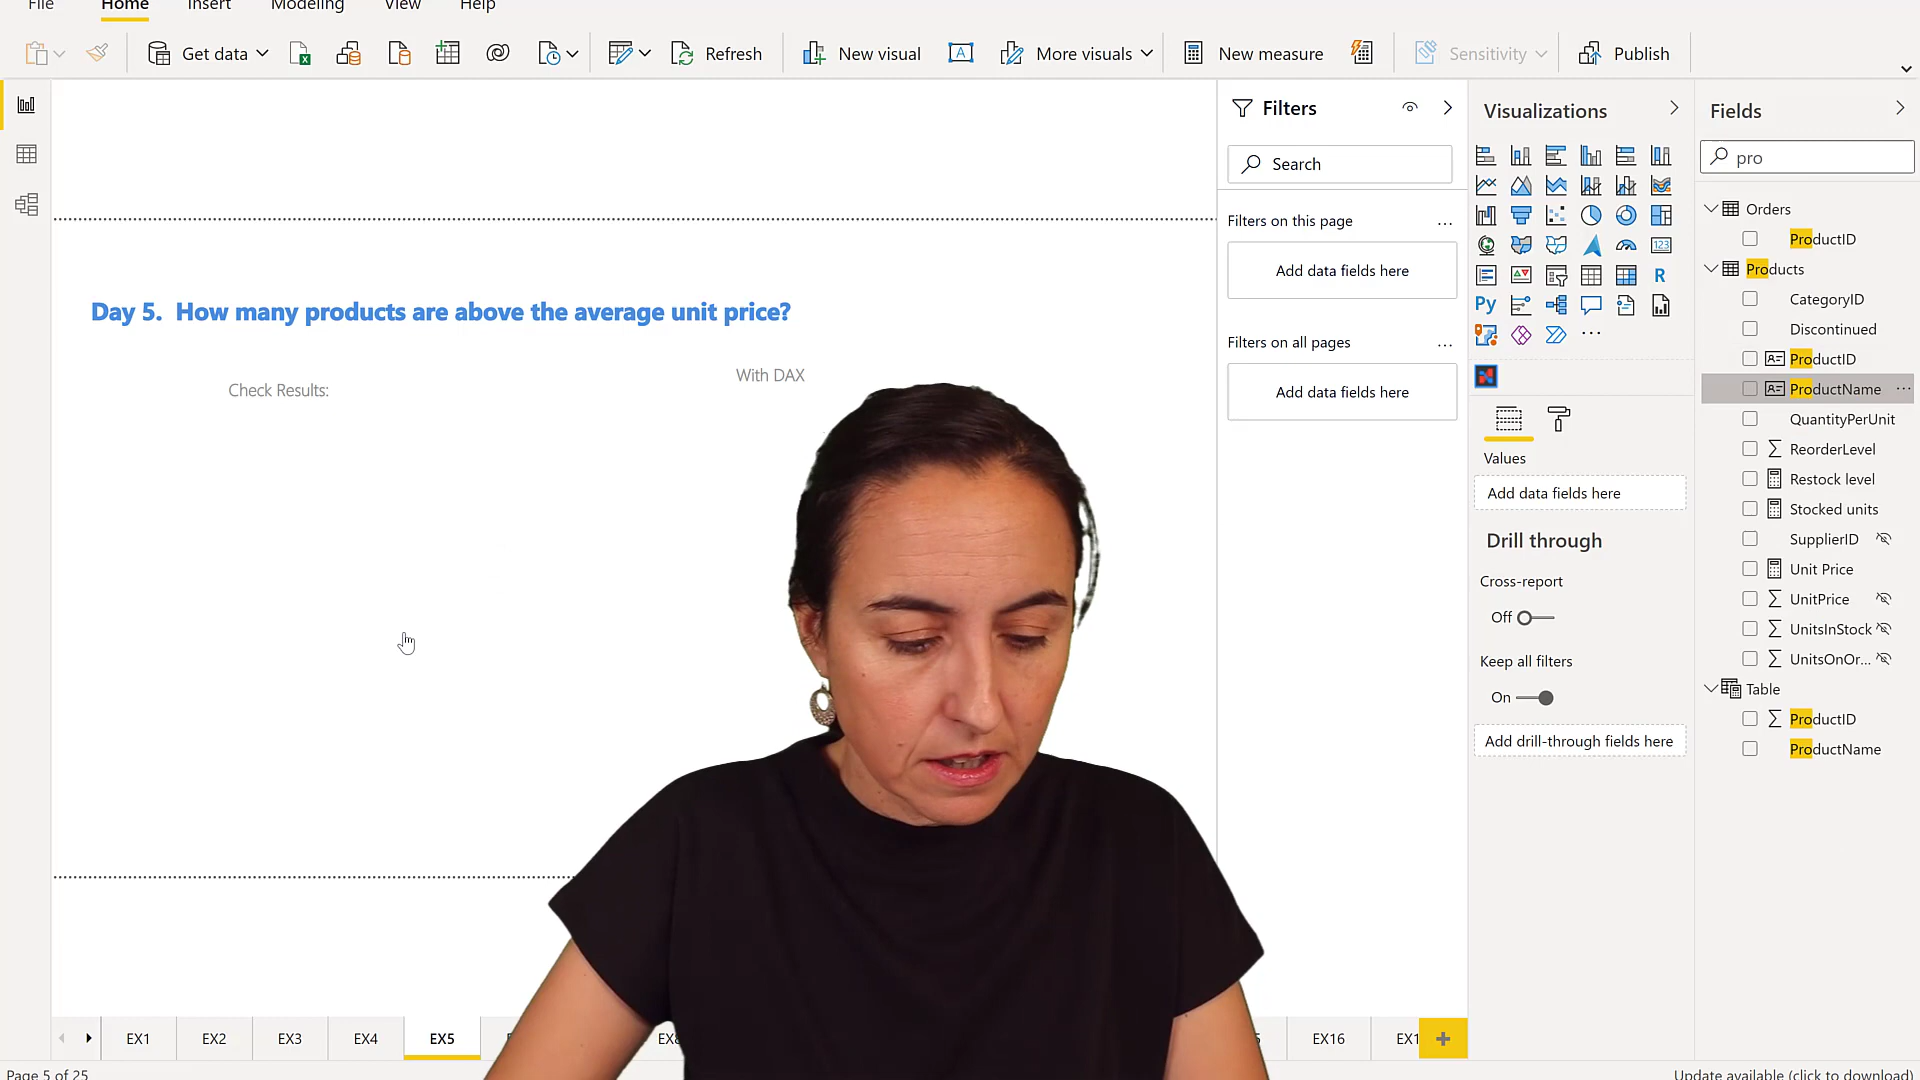 File Home Insert Modeling View Help
Get data Refresh New visual More visuals New measure Sensitivity Publish
Filters
Search
Filters on this page ...
Add data fields here
Filters on all pages ...
Add data fields here
Visualizations
123
R
Py
...
Values
Add data fields here
Drill through
Cross-report
Off
Keep all filters
On
Add drill-through fields here
Fields
pro
Orders
ProductID
Products
CategoryID
Discontinued
ProductID
ProductName ...
QuantityPerUnit
ReorderLevel
Restock level
Stocked units
SupplierID
Unit Price
UnitPrice
UnitsInStock
UnitsOnOr...
Table
ProductID
ProductName
Day 5. How many products are above the average unit price?
Check Results:
With DAX
EX1 EX2 EX3 EX4 EX5 EX8 EX16 EX1
Page 5 of 25
Update available (click to download)